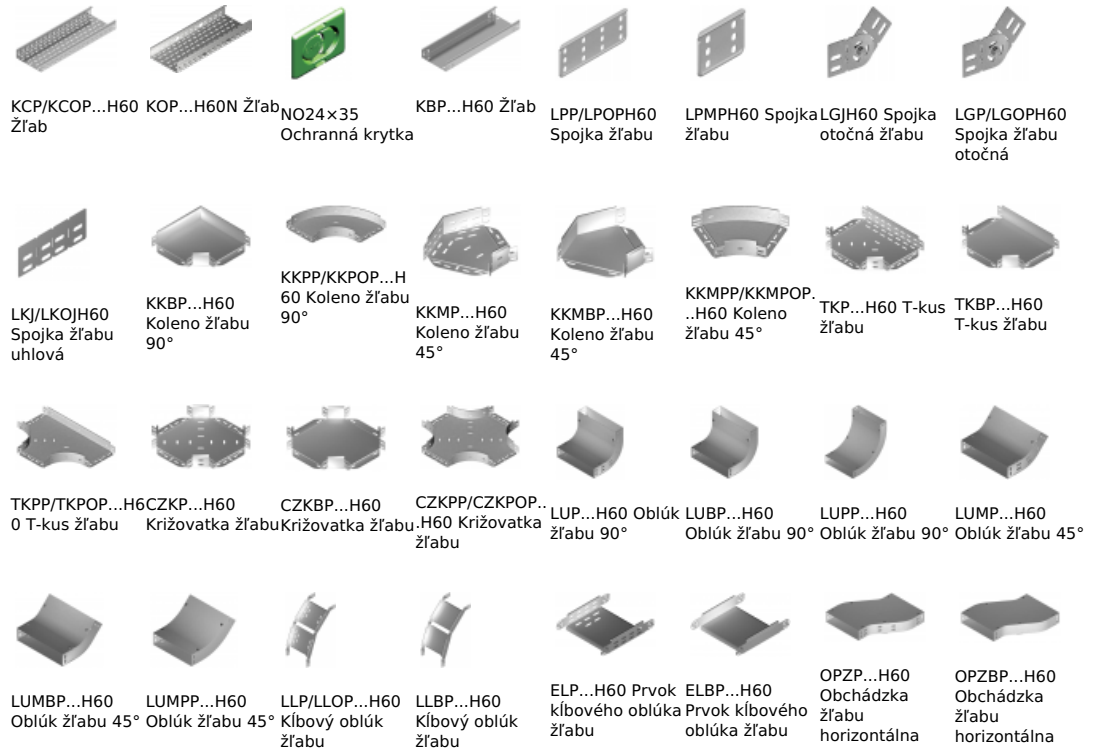 KCP/KCOP...H60
Žľab
KOP...H60N Žľab
NO24×35
Ochranná krytka
KBP...H60 Žľab
LPP/LPOPH60
Spojka žľabu
LPMPH60 Spojka
žľabu
LGJH60 Spojka
otočná žľabu
LGP/LGOPH60
Spojka žľabu
otočná
LKJ/LKOJH60
Spojka žľabu
uhlová
KKBP...H60
Koleno žľabu
90°
KKPP/KKPOP...H
60 Koleno žľabu
90°
KKMP...H60
Koleno žľabu
45°
KKMBP...H60
Koleno žľabu
45°
KKMPP/KKMPOP.
..H60 Koleno
žľabu 45°
TKP...H60 T-kus
žľabu
TKBP...H60
T-kus žľabu
TKPP/TKPOP...H6
0 T-kus žľabu
CZKP...H60
Križovatka žľabu
CZKBP...H60
Križovatka žľabu
CZKPP/CZKPOP..
.H60 Križovatka
žľabu
LUP...H60 Oblúk
žľabu 90°
LUBP...H60
Oblúk žľabu 90°
LUPP...H60
Oblúk žľabu 90°
LUMP...H60
Oblúk žľabu 45°
LUMBP...H60
Oblúk žľabu 45°
LUMPP...H60
Oblúk žľabu 45°
LLP/LLOP...H60
Kĺbový oblúk
žľabu
LLBP...H60
Kĺbový oblúk
žľabu
ELP...H60 Prvok
kĺbového oblúka
žľabu
ELBP...H60
Prvok kĺbového
oblúka žľabu
OPZP...H60
Obchádzka
žľabu
horizontálna
OPZBP...H60
Obchádzka
žľabu
horizontálna